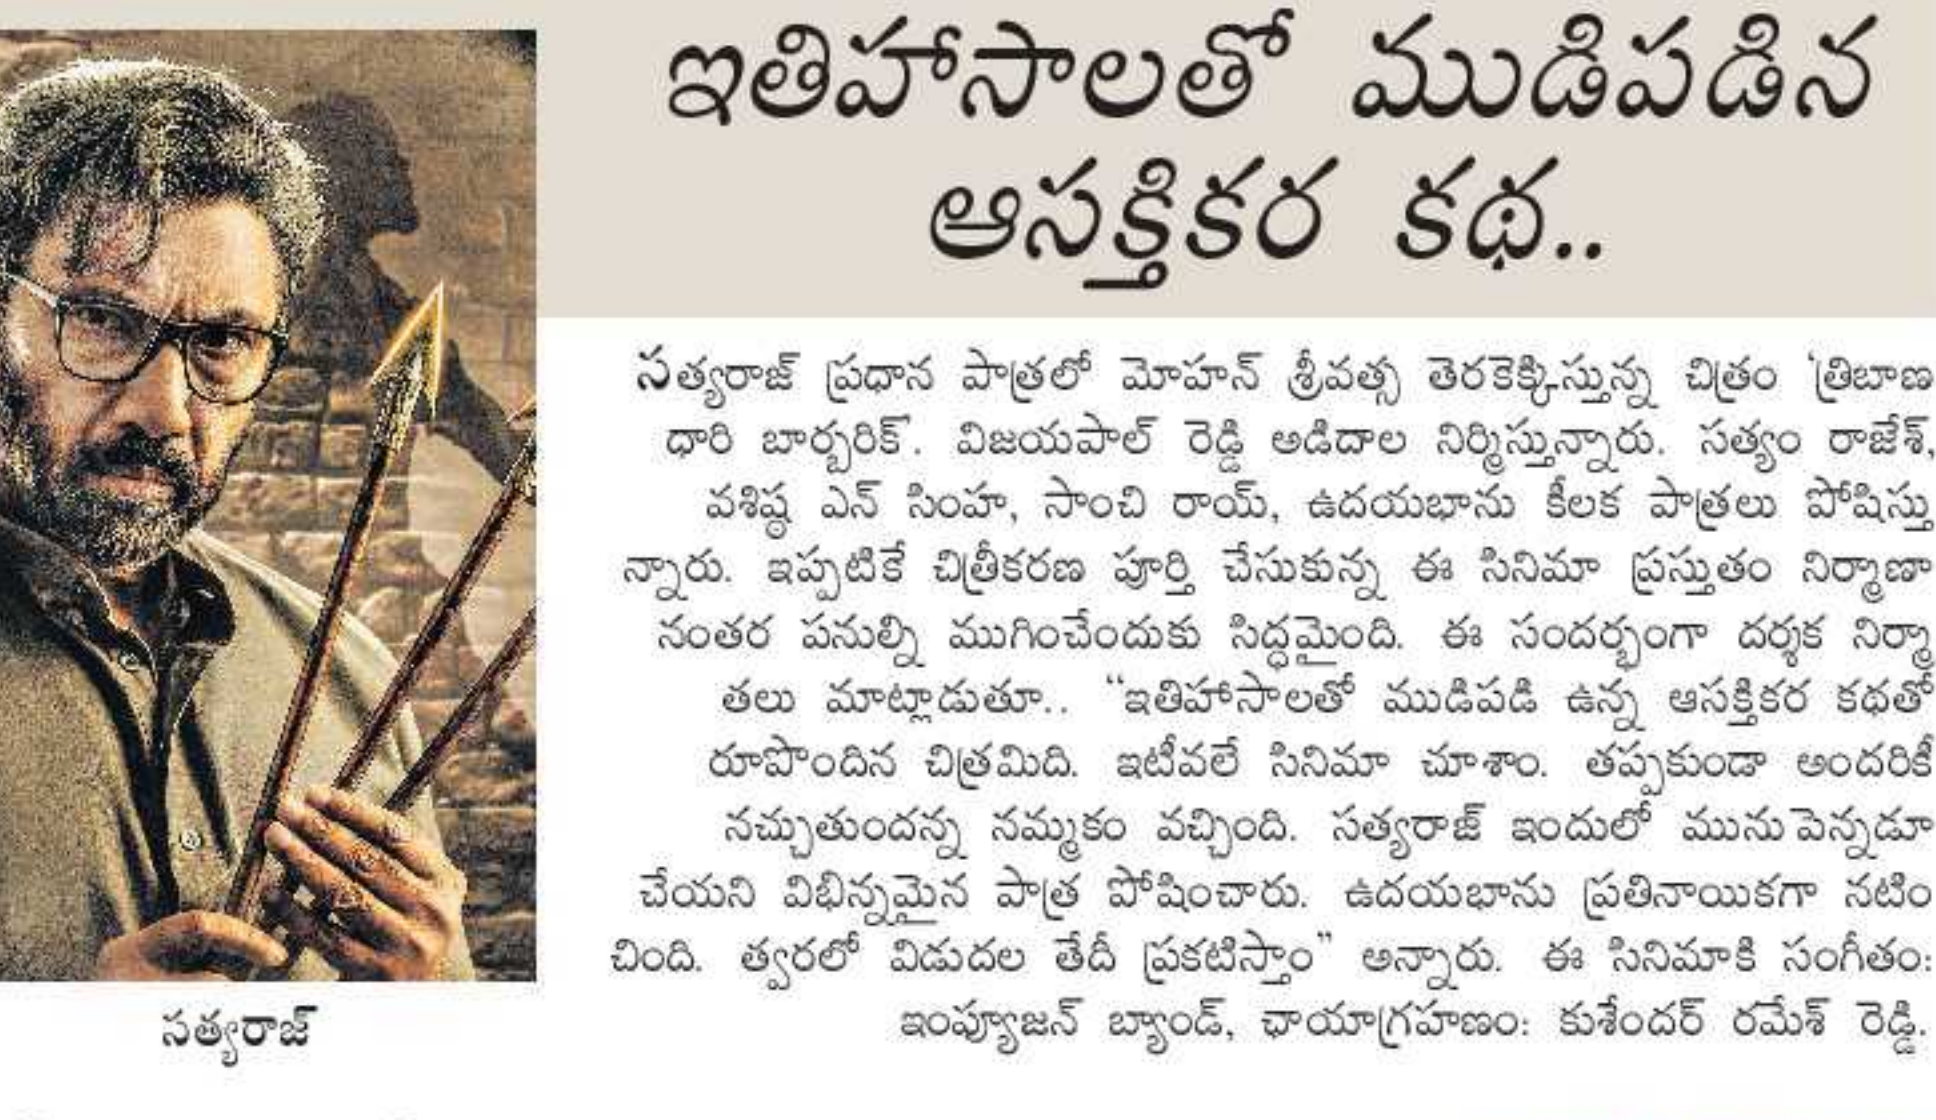 ఇతిహాసాలతో ముడిపడిన
ఆసక్తికర కథ..
సత్యరాజ్ ప్రధాన పాత్రలో మోహన్ శ్రీవత్స తెరకెక్కిస్తున్న చిత్రం ‘త్రిబాణ
ధారి బార్బరిక్’. విజయపాల్ రెడ్డి అడిదాల నిర్మిస్తున్నారు. సత్యం రాజేశ్,
వశిష్ఠ ఎన్ సింహ, సాంచి రాయ్, ఉదయభాను కీలక పాత్రలు పోషిస్తు
న్నారు. ఇప్పటికే చిత్రీకరణ పూర్తి చేసుకున్న ఈ సినిమా ప్రస్తుతం నిర్మాణా
నంతర పనుల్ని ముగించేందుకు సిద్ధమైంది. ఈ సందర్భంగా దర్శక నిర్మా
తలు మాట్లాడుతూ.. “ఇతిహాసాలతో ముడిపడి ఉన్న ఆసక్తికర కథతో
రూపొందిన చిత్రమిది. ఇటీవలే సినిమా చూశాం. తప్పకుండా అందరికీ
నచ్చుతుందన్న నమ్మకం వచ్చింది. సత్యరాజ్ ఇందులో మునుపెన్నడూ
చేయని విభిన్నమైన పాత్ర పోషించారు. ఉదయభాను ప్రతినాయికగా నటిం
చింది. త్వరలో విడుదల తేదీ ప్రకటిస్తాం” అన్నారు. ఈ సినిమాకి సంగీతం:
ఇంఫ్యూజన్ బ్యాండ్, ఛాయాగ్రహణం: కుశేందర్ రమేశ్ రెడ్డి.
సత్యరాజ్